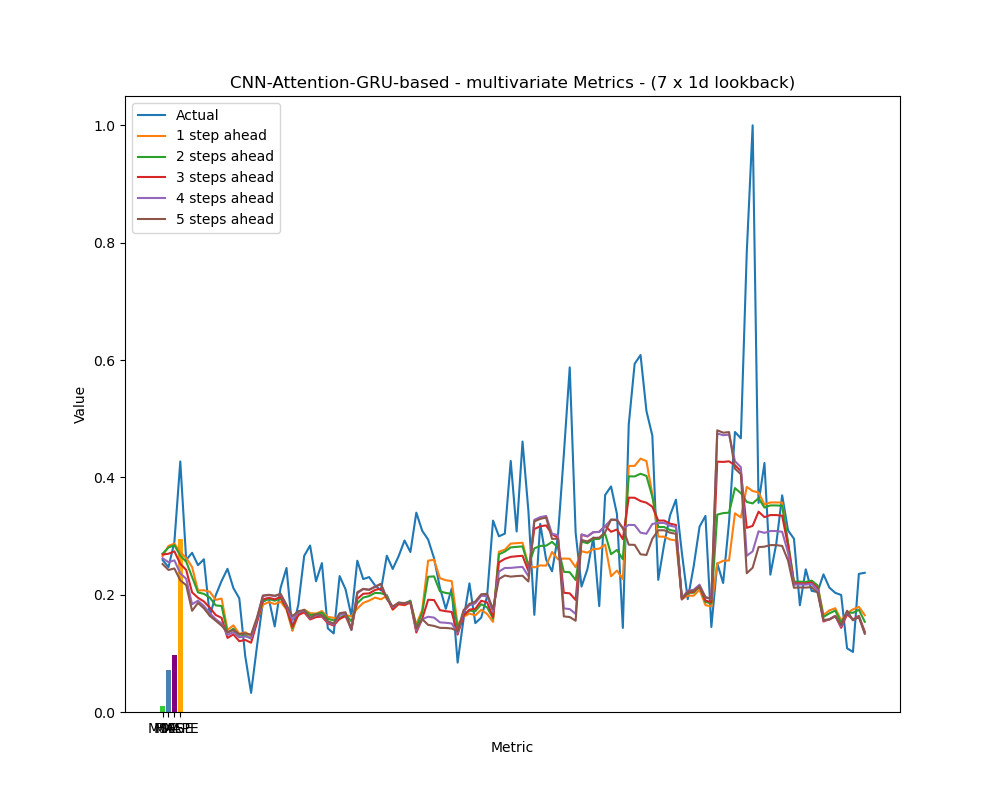 CNN-Attention-GRU-based - multivariate Metrics - (7 x 1d lookback)
Actual
1 step ahead
2 steps ahead
3 steps ahead
4 steps ahead
5 steps ahead
1.0
0.8
0.6
0.4
0.2
0.0
Value
Metric